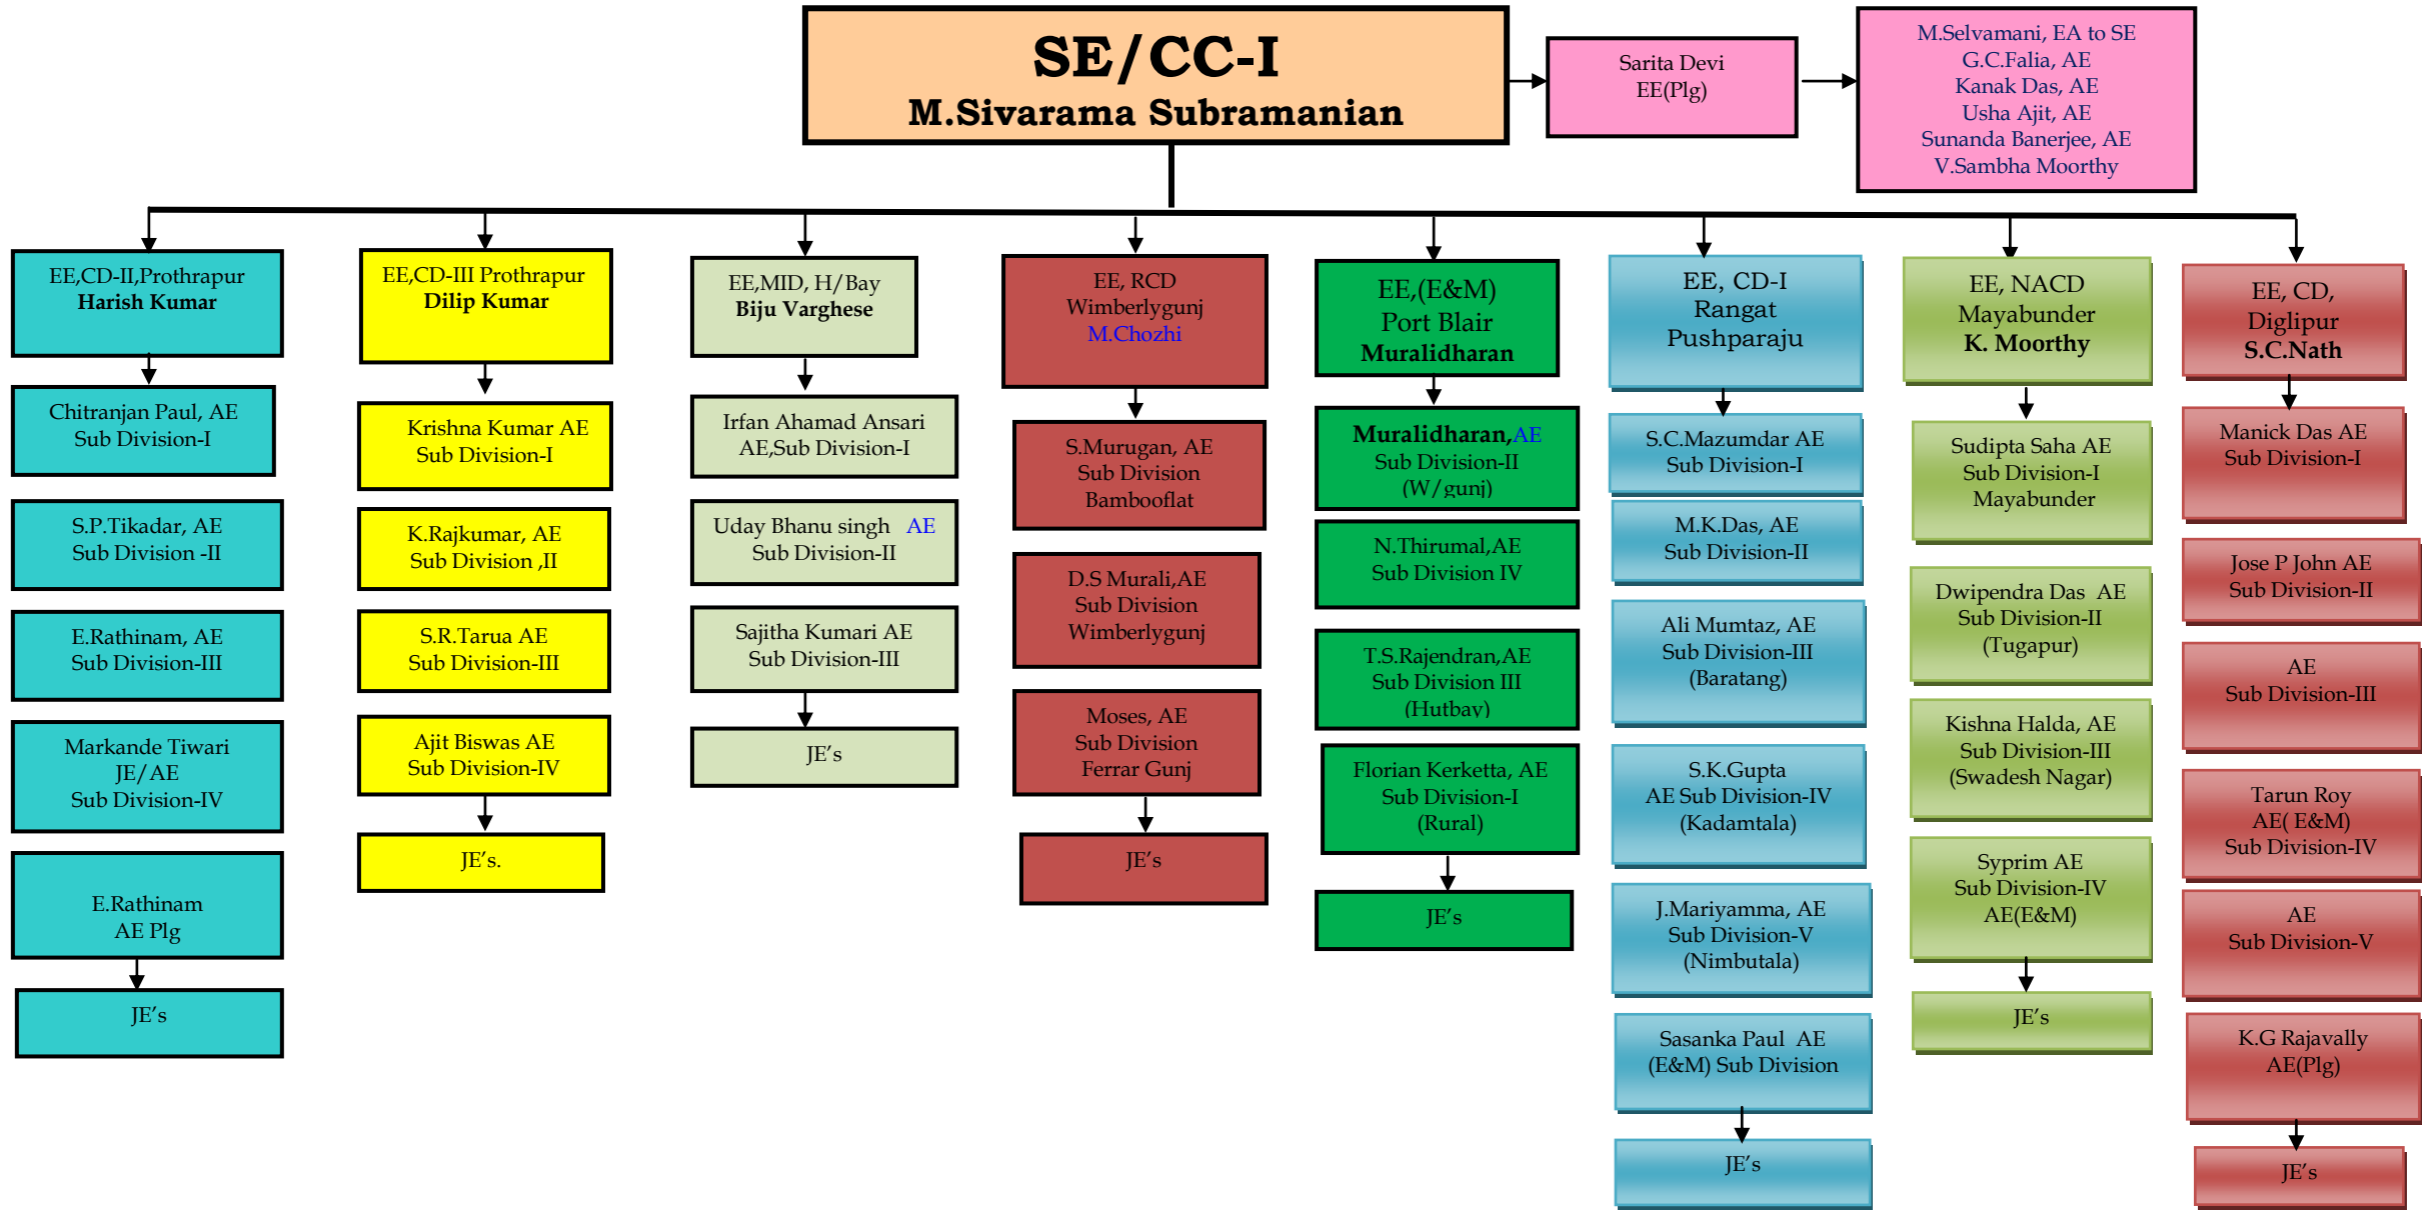 SE/CC-I
M.Sivarama Subramanian
Sarita Devi
EE(Plg)
M.Selvamani, EA to SE
G.C.Falia, AE
Kanak Das, AE
Usha Ajit, AE
Sunanda Banerjee, AE
V.Sambha Moorthy
EE,CD-II,Prothrapur
Harish Kumar
Chitranjan Paul, AE
Sub Division-I
S.P.Tikadar, AE
Sub Division -II
E.Rathinam, AE
Sub Division-III
Markande Tiwari
JE/AE
Sub Division-IV
E.Rathinam
AE Plg
JE's
EE,CD-III Prothrapur
Dilip Kumar
Krishna Kumar AE
Sub Division-I
K.Rajkumar, AE
Sub Division ,II
S.R.Tarua AE
Sub Division-III
Ajit Biswas AE
Sub Division-IV
JE's.
EE,MID, H/Bay
Biju Varghese
Irfan Ahamad Ansari
AE,Sub Division-I
Uday Bhanu singh AE
Sub Division-II
Sajitha Kumari AE
Sub Division-III
JE's
EE, RCD
Wimberlygunj
M.Chozhi
S.Murugan, AE
Sub Division
Bambooflat
D.S Murali,AE
Sub Division
Wimberlygunj
Moses, AE
Sub Division
Ferrar Gunj
JE's
EE,(E&M)
Port Blair
Muralidharan
Muralidharan,AE
Sub Division-II
(W/gunj)
N.Thirumal,AE
Sub Division IV
T.S.Rajendran,AE
Sub Division III
(Hutbay)
Florian Kerketta, AE
Sub Division-I
(Rural)
JE's
EE, CD-I
Rangat
Pushparaju
S.C.Mazumdar AE
Sub Division-I
M.K.Das, AE
Sub Division-II
Ali Mumtaz, AE
Sub Division-III
(Baratang)
S.K.Gupta
AE Sub Division-IV
(Kadamtala)
J.Mariyamma, AE
Sub Division-V
(Nimbutala)
Sasanka Paul AE
(E&M) Sub Division
JE's
EE, NACD
Mayabunder
K. Moorthy
Sudipta Saha AE
Sub Division-I
Mayabunder
Dwipendra Das AE
Sub Division-II
(Tugapur)
Kishna Halda, AE
Sub Division-III
(Swadesh Nagar)
Syprim AE
Sub Division-IV
AE(E&M)
JE's
EE, CD,
Diglipur
S.C.Nath
Manick Das AE
Sub Division-I
Jose P John AE
Sub Division-II
AE
Sub Division-III
Tarun Roy
AE( E&M)
Sub Division-IV
AE
Sub Division-V
K.G Rajavally
AE(Plg)
JE's